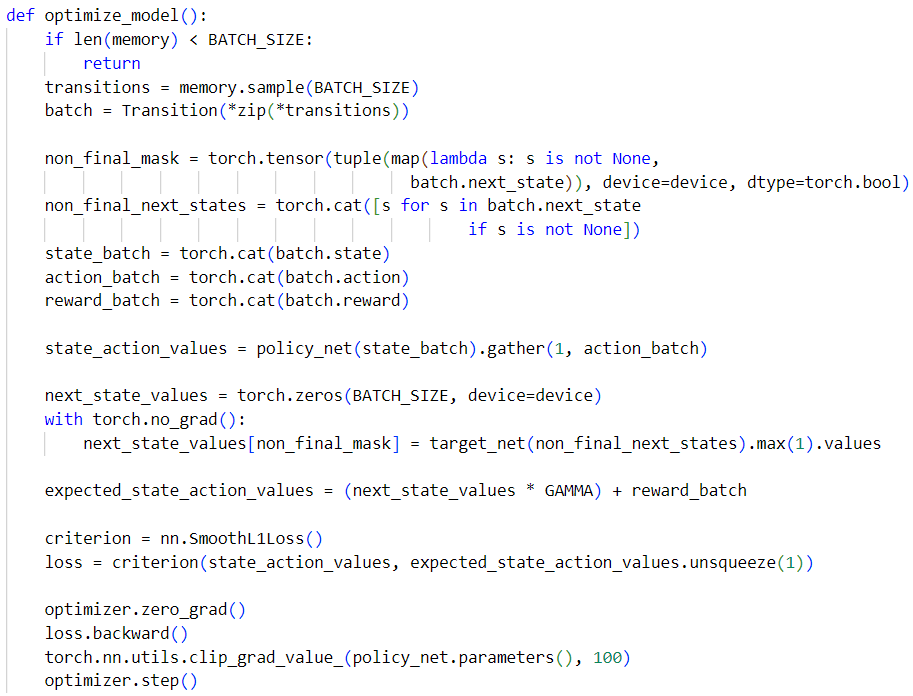 def optimize_model():
    if len(memory) < BATCH_SIZE:
        return
    transitions = memory.sample(BATCH_SIZE)
    batch = Transition(*zip(*transitions))

    non_final_mask = torch.tensor(tuple(map(lambda s: s is not None,
                                          batch.next_state)), device=device, dtype=torch.bool)
    non_final_next_states = torch.cat([s for s in batch.next_state
                                                if s is not None])
    state_batch = torch.cat(batch.state)
    action_batch = torch.cat(batch.action)
    reward_batch = torch.cat(batch.reward)

    state_action_values = policy_net(state_batch).gather(1, action_batch)

    next_state_values = torch.zeros(BATCH_SIZE, device=device)
    with torch.no_grad():
        next_state_values[non_final_mask] = target_net(non_final_next_states).max(1).values

    expected_state_action_values = (next_state_values * GAMMA) + reward_batch

    criterion = nn.SmoothL1Loss()
    loss = criterion(state_action_values, expected_state_action_values.unsqueeze(1))

    optimizer.zero_grad()
    loss.backward()
    torch.nn.utils.clip_grad_value_(policy_net.parameters(), 100)
    optimizer.step()